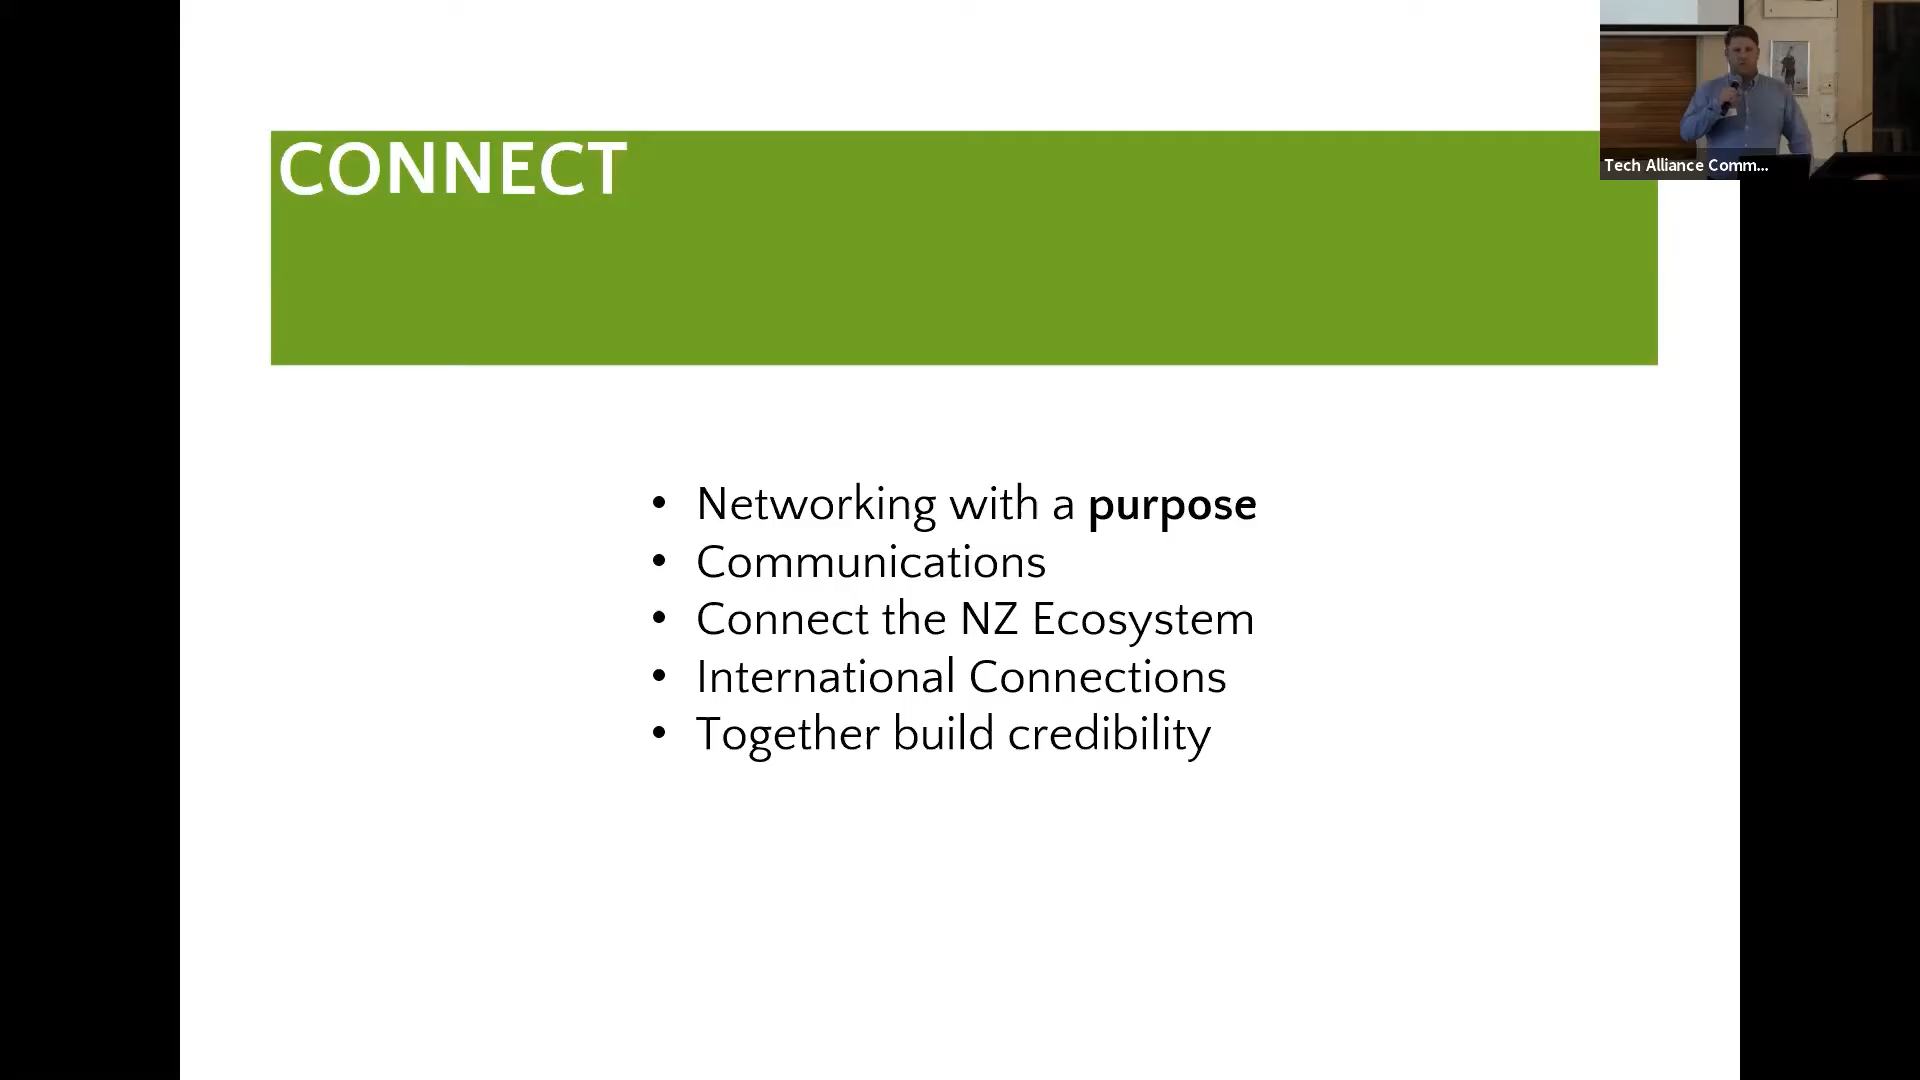 CONNECT
Tech Alliance Comm...
• Networking with a purpose
• Communications
• Connect the NZ Ecosystem
• International Connections
• Together build credibility